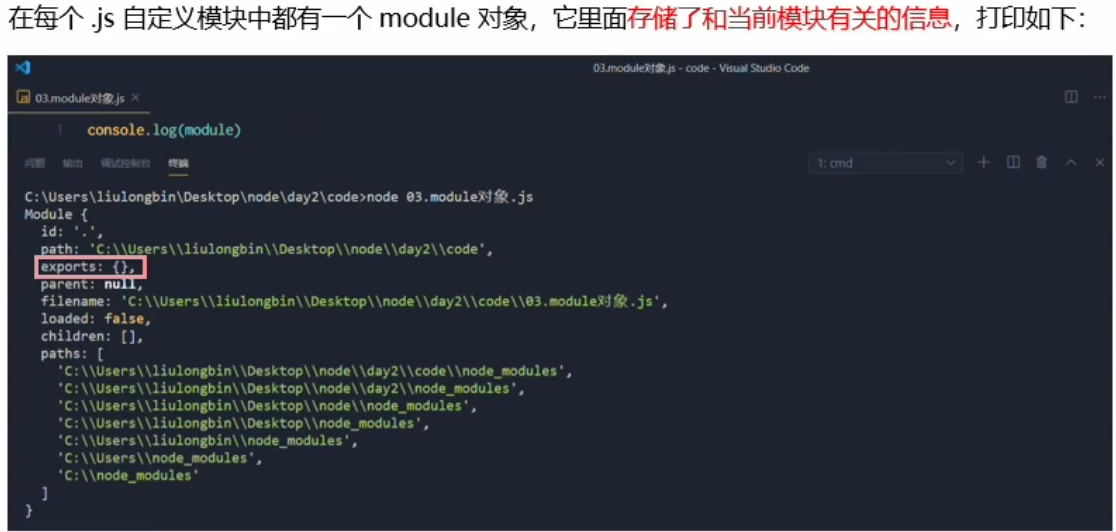 在每个 .js 自定义模块中都有一个 module 对象，它里面存储了和当前模块有关的信息，打印如下：
03.module对象.js - code - Visual Studio Code
03.module对象.js ×
1 console.log(module)
问题 输出 调试控制台 终端 1: cmd
C:\Users\liulongbin\Desktop\node\day2\code>node 03.module对象.js
Module {
  id: '.',
  path: 'C:\\Users\\liulongbin\\Desktop\\node\\day2\\code',
  exports: {},
  parent: null,
  filename: 'C:\\Users\\liulongbin\\Desktop\\node\\day2\\code\\03.module对象.js',
  loaded: false,
  children: [],
  paths: [
    'C:\\Users\\liulongbin\\Desktop\\node\\day2\\code\\node_modules',
    'C:\\Users\\liulongbin\\Desktop\\node\\day2\\node_modules',
    'C:\\Users\\liulongbin\\Desktop\\node\\node_modules',
    'C:\\Users\\liulongbin\\Desktop\\node_modules',
    'C:\\Users\\liulongbin\\node_modules',
    'C:\\Users\\node_modules',
    'C:\\node_modules'
  ]
}